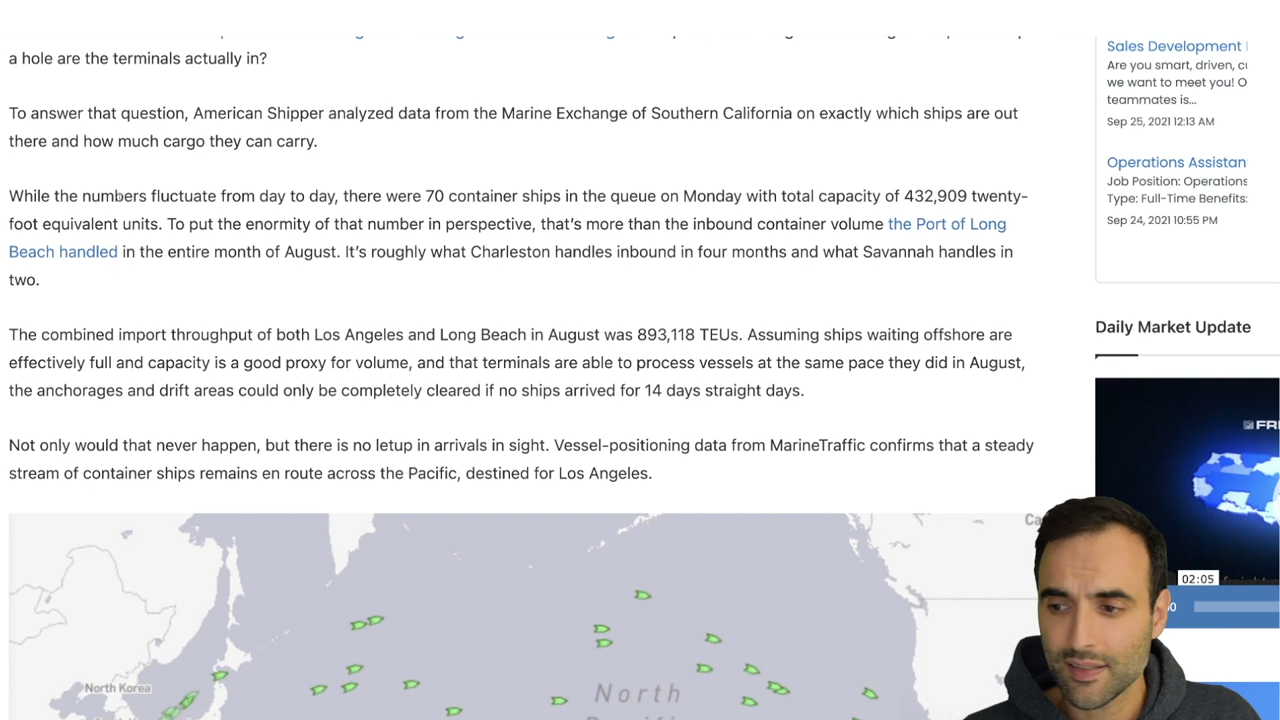 a hole are the terminals actually in?
To answer that question, American Shipper analyzed data from the Marine Exchange of Southern California on exactly which ships are out
there and how much cargo they can carry.
While the numbers fluctuate from day to day, there were 70 container ships in the queue on Monday with total capacity of 432,909 twenty-
foot equivalent units. To put the enormity of that number in perspective, that’s more than the inbound container volume the Port of Long
Beach handled in the entire month of August. It’s roughly what Charleston handles inbound in four months and what Savannah handles in
two.
The combined import throughput of both Los Angeles and Long Beach in August was 893,118 TEUs. Assuming ships waiting offshore are
effectively full and capacity is a good proxy for volume, and that terminals are able to process vessels at the same pace they did in August,
the anchorages and drift areas could only be completely cleared if no ships arrived for 14 days straight days.
Not only would that never happen, but there is no letup in arrivals in sight. Vessel-positioning data from MarineTraffic confirms that a steady
stream of container ships remains en route across the Pacific, destined for Los Angeles.
North Korea
North
Ca
Sales Development
Are you smart, driven,
we want to meet you! O
teammates is...
Sep 25, 2021 12:13 AM
Operations Assistan
Job Position: Operations
Type: Full-Time Benefits:
Sep 24, 2021 10:55 PM
Daily Market Update
FR
02:05